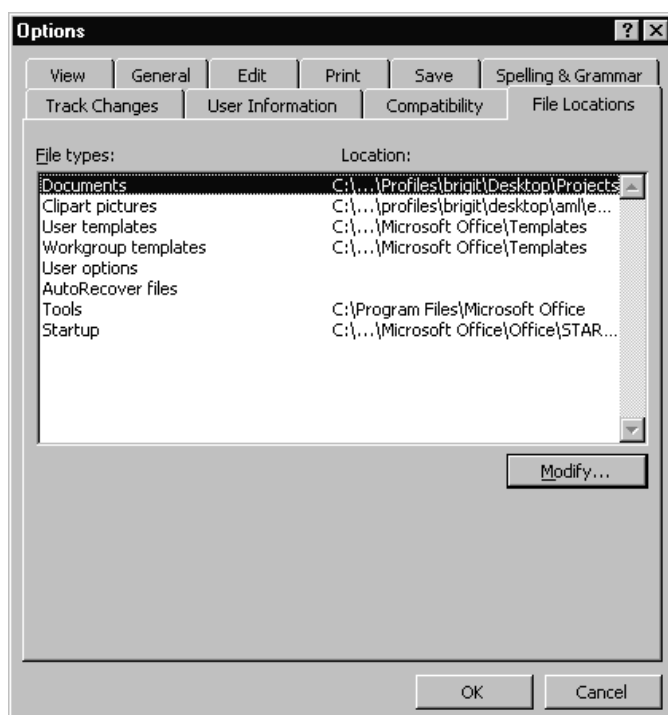 Options
View General Edit Print Save Spelling & Grammar
Track Changes User Information Compatibility File Locations
File types: Location:
Documents C:\...\Profiles\brigit\Desktop\Projects
Clipart pictures C:\...\profiles\brigit\desktop\aml\e...
User templates C:\...\Microsoft Office\Templates
Workgroup templates C:\...\Microsoft Office\Templates
User options
AutoRecover files
Tools C:\Program Files\Microsoft Office
Startup C:\...\Microsoft Office\Office\STAR...
Modify...
OK Cancel